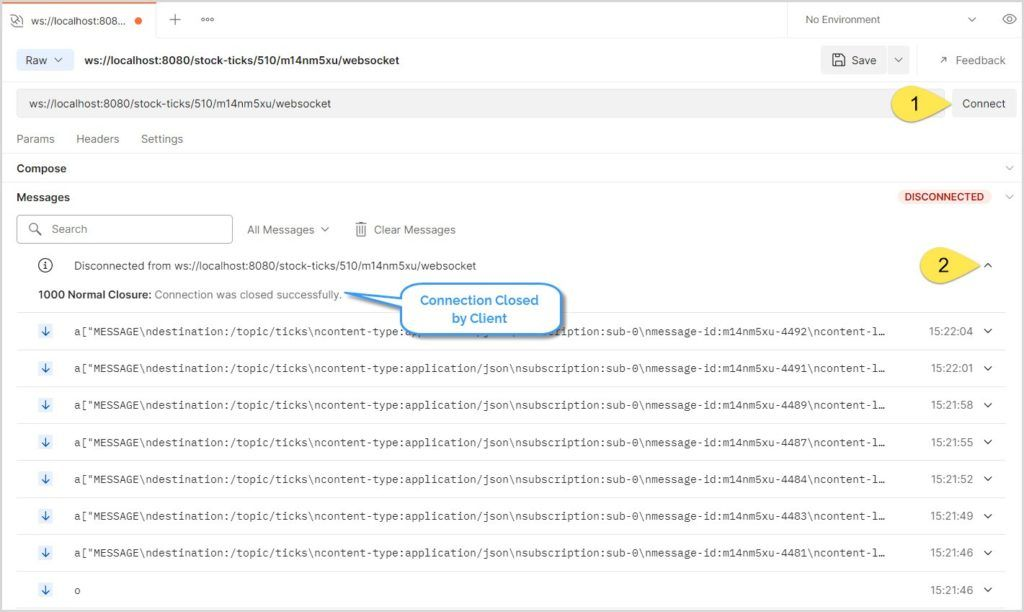 ws://localhost:808...
No Environment
Raw
ws://localhost:8080/stock-ticks/510/m14nm5xu/websocket
Save
Feedback
ws://localhost:8080/stock-ticks/510/m14nm5xu/websocket
1
Connect
Params Headers Settings
Compose
Messages
DISCONNECTED
Search
All Messages
Clear Messages
Disconnected from ws://localhost:8080/stock-ticks/510/m14nm5xu/websocket
2
1000 Normal Closure: Connection was closed successfully.
Connection Closed
by Client
a["MESSAGE\ndestination:/topic/ticks\ncontent-type:ap iption:sub-0\nmessage-id:m14nm5xu-4492\ncontent-l… 15:22:04
a["MESSAGE\ndestination:/topic/ticks\ncontent-type:application/json\nsubscription:sub-0\nmessage-id:m14nm5xu-4491\ncontent-l… 15:22:01
a["MESSAGE\ndestination:/topic/ticks\ncontent-type:application/json\nsubscription:sub-0\nmessage-id:m14nm5xu-4489\ncontent-l… 15:21:58
a["MESSAGE\ndestination:/topic/ticks\ncontent-type:application/json\nsubscription:sub-0\nmessage-id:m14nm5xu-4487\ncontent-l… 15:21:55
a["MESSAGE\ndestination:/topic/ticks\ncontent-type:application/json\nsubscription:sub-0\nmessage-id:m14nm5xu-4484\ncontent-l… 15:21:52
a["MESSAGE\ndestination:/topic/ticks\ncontent-type:application/json\nsubscription:sub-0\nmessage-id:m14nm5xu-4483\ncontent-l… 15:21:49
a["MESSAGE\ndestination:/topic/ticks\ncontent-type:application/json\nsubscription:sub-0\nmessage-id:m14nm5xu-4481\ncontent-l… 15:21:46
o 15:21:46